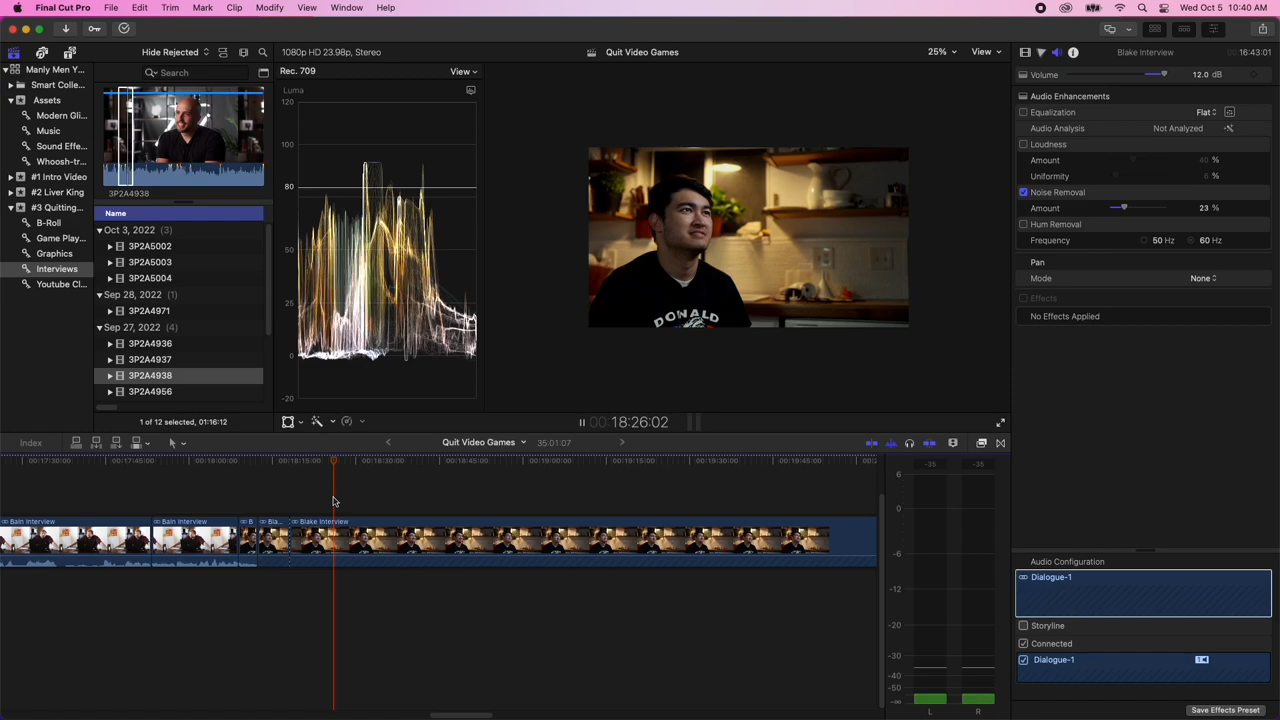 Final Cut Pro File Edit Trim Mark Clip Modify View Window Help Wed Oct 5 10:40 AM
Hide Rejected 1080p HD 23.98p, Stereo Quit Video Games 25% View Blake Interview 00:16:43:01
Manly Men Y... Search Rec. 709 View Volume 12.0 dB
Smart Colle...
Assets
Modern Gli...
Music
Sound Effe...
Whoosh-tr...
#1 Intro Video
#2 Liver King
#3 Quitting...
B-Roll
Game Play...
Graphics
Interviews
Youtube Cl...
3P2A4938
Name
Oct 3, 2022 (3)
3P2A5002
3P2A5003
3P2A5004
Sep 28, 2022 (1)
3P2A4971
Sep 27, 2022 (4)
3P2A4936
3P2A4937
3P2A4938
3P2A4956
1 of 12 selected, 01:16:12
Luma
120
100
80
50
25
0
-20
DONALD
00:18:26:02
Audio Enhancements
Equalization Flat
Audio Analysis Not Analyzed
Loudness
Amount 40 %
Uniformity 8 %
Noise Removal
Amount 23 %
Hum Removal
Frequency 50 Hz 60 Hz
Pan
Mode None
Effects
No Effects Applied
Index Quit Video Games 35:01:07
00:17:30:00 00:17:45:00 00:18:00:00 00:18:15:00 00:18:30:00 00:18:45:00 00:19:00:00 00:19:15:00 00:19:30:00 00:19:45:00 00:2
Bain Interview Bain Interview B Bla... Blake Interview
-35 -35
6
0
-6
-12
-20
-30
-40
-50
-∞
L R
Audio Configuration
Dialogue-1
Storyline
Connected
Dialogue-1
Save Effects Preset